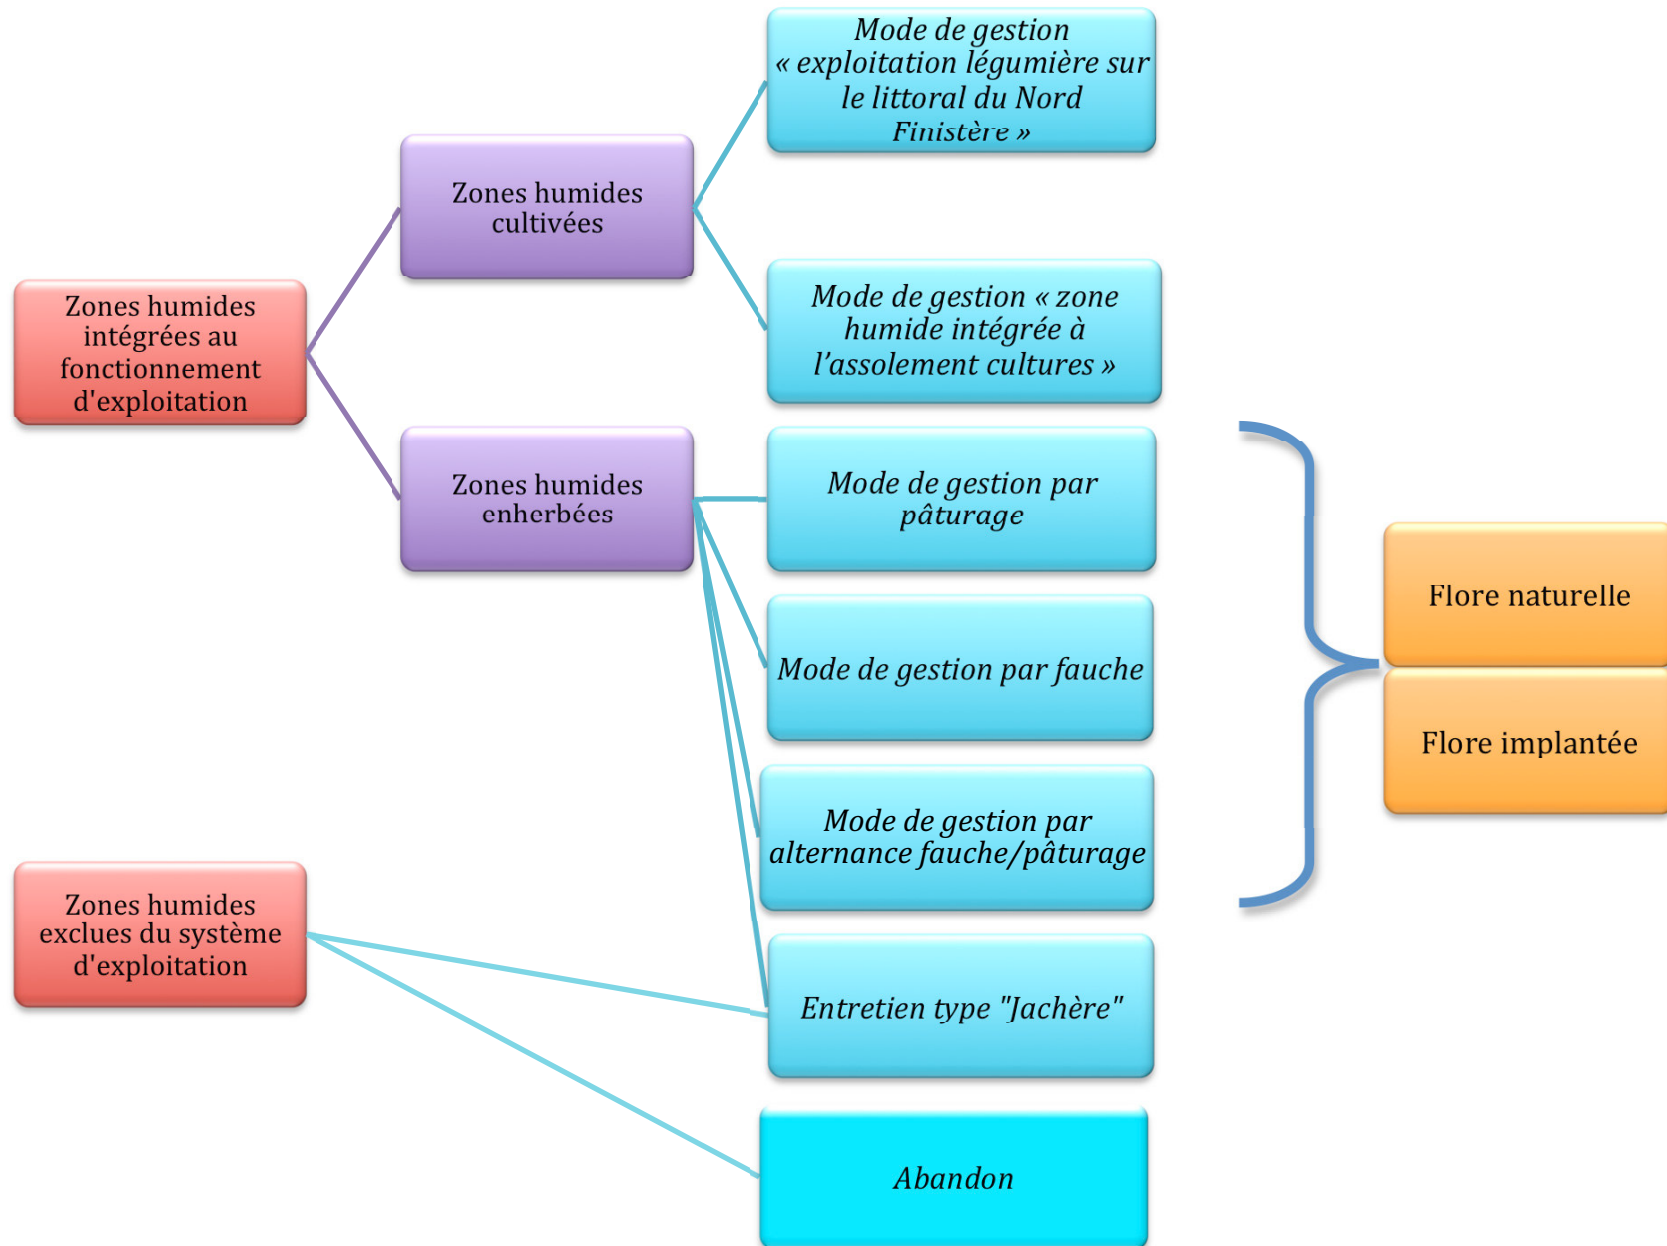 Mode de gestion
« exploitation légumière sur
le littoral du Nord
Finistère »
Zones humides
cultivées
Zones humides
intégrées au
fonctionnement
d'exploitation
Mode de gestion « zone
humide intégrée à
l’assolement cultures »
Zones humides
enherbées
Mode de gestion par
pâturage
Flore naturelle
Mode de gestion par fauche
Flore implantée
Mode de gestion par
alternance fauche/pâturage
Zones humides
exclues du système
d'exploitation
Entretien type "Jachère"
Abandon